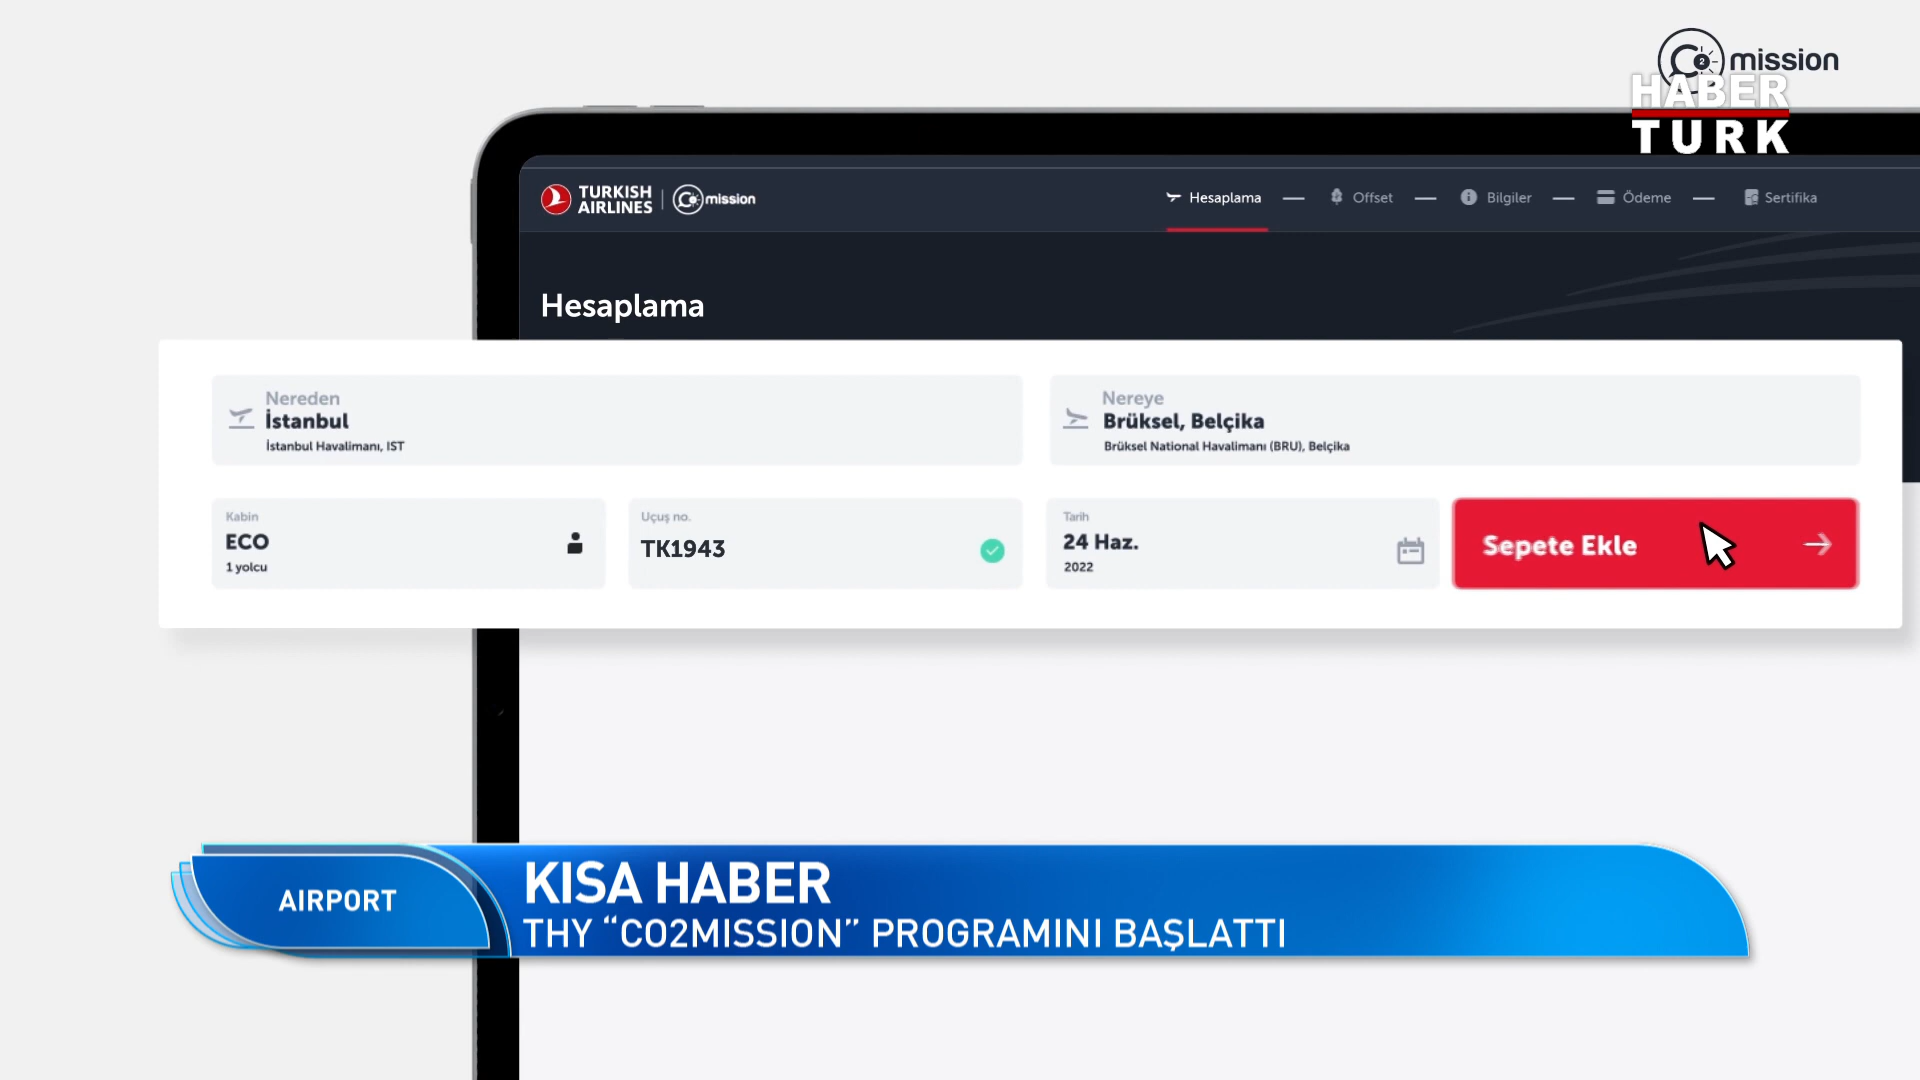 CO2mission
HABER
TURK
TURKISH
AIRLINES
CO2mission
Hesaplama
Offset
Bilgiler
Ödeme
Sertifika
Hesaplama
Nereden
İstanbul
İstanbul Havalimanı, IST
Nereye
Brüksel, Belçika
Brüksel National Havalimanı (BRU), Belçika
Kabin
ECO
1 yolcu
Uçuş no.
TK1943
Tarih
24 Haz.
2022
Sepete Ekle
AIRPORT
KISA HABER
THY “CO2MISSION” PROGRAMINI BAŞLATTI